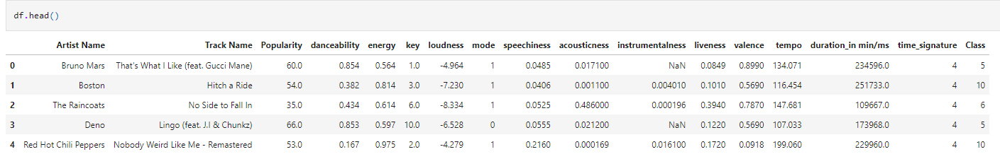 df.head()
Artist Name Track Name Popularity danceability energy key loudness mode speechiness acousticness instrumentalness liveness valence tempo duration_in min/ms time_signature Class
0 Bruno Mars That's What I Like (feat. Gucci Mane) 60.0 0.854 0.564 1.0 -4.964 1 0.0485 0.017100 NaN 0.0849 0.8990 134.071 234596.0 4 5
1 Boston Hitch a Ride 54.0 0.382 0.814 3.0 -7.230 1 0.0406 0.001100 0.004010 0.1010 0.5690 116.454 251733.0 4 10
2 The Raincoats No Side to Fall In 35.0 0.434 0.614 6.0 -8.334 1 0.0525 0.486000 0.000196 0.3940 0.7870 147.681 109667.0 4 6
3 Deno Lingo (feat. J.I & Chunkz) 66.0 0.853 0.597 10.0 -6.528 0 0.0555 0.021200 NaN 0.1220 0.5690 107.033 173968.0 4 5
4 Red Hot Chili Peppers Nobody Weird Like Me - Remastered 53.0 0.167 0.975 2.0 -4.279 1 0.2160 0.000169 0.016100 0.1720 0.0918 199.060 229960.0 4 10